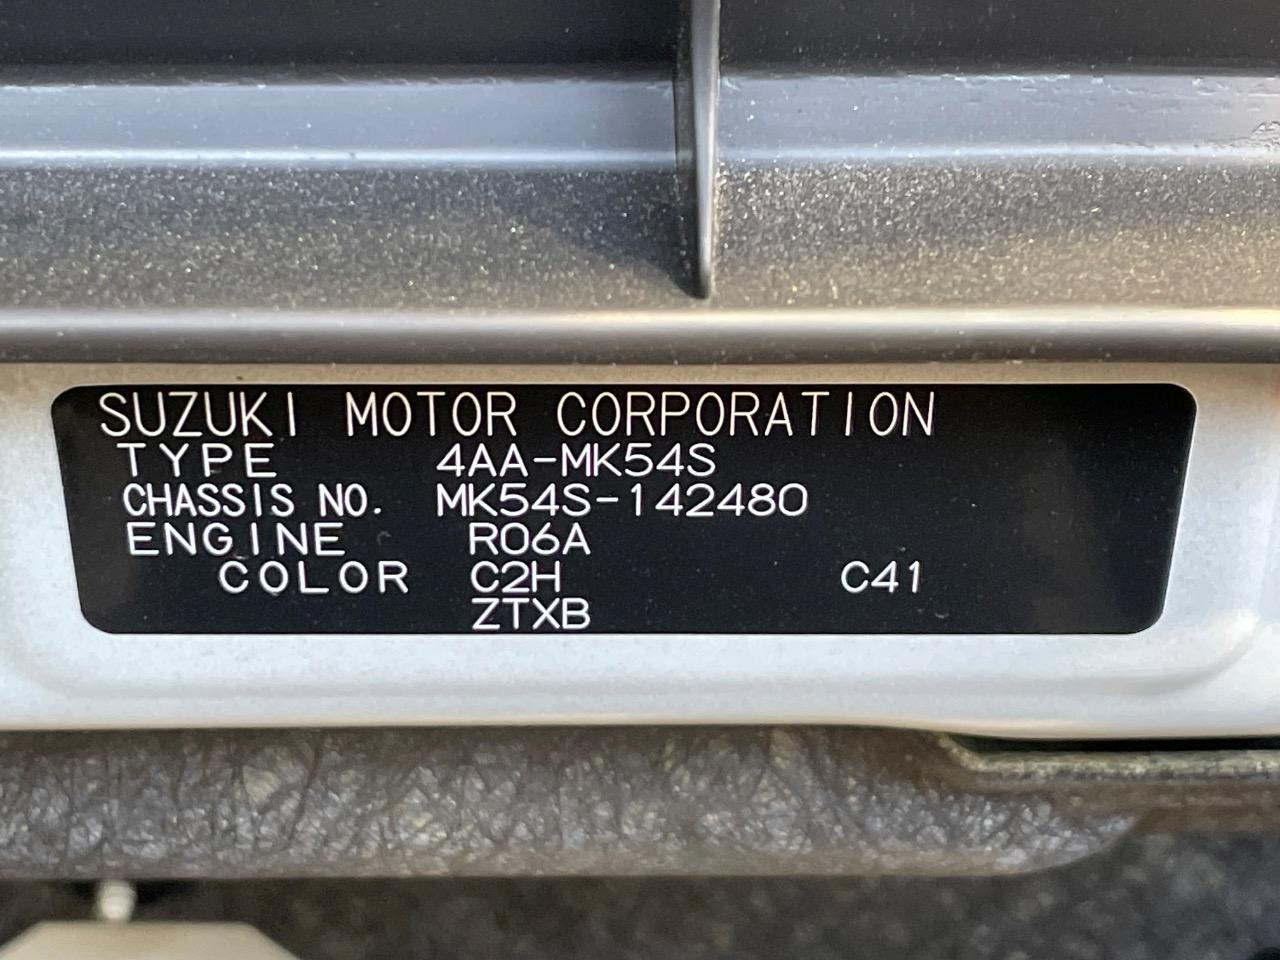 SUZUKI MOTOR CORPORATION
TYPE 4AA-MK54S
CHASSIS NO. MK54S-142480
ENGINE R06A
COLOR C2H C41
ZTXB